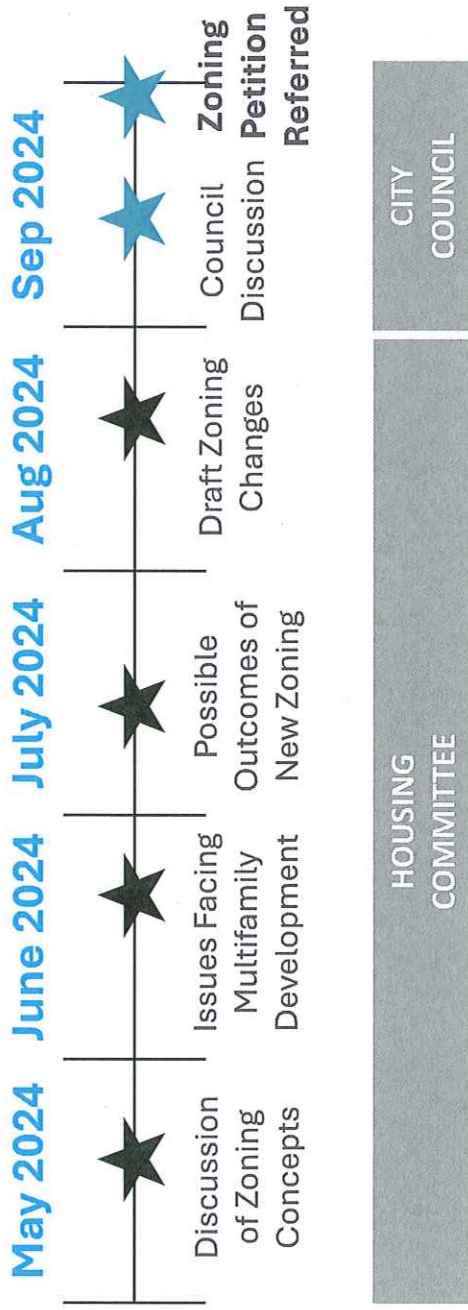 May 2024
June 2024
July 2024
Aug 2024
Sep 2024
Discussion
of Zoning
Concepts
Issues Facing
Multifamily
Development
Possible
Outcomes of
New Zoning
Draft Zoning
Changes
Council
Discussion
Zoning
Petition
Referred
HOUSING
COMMITTEE
CITY
COUNCIL